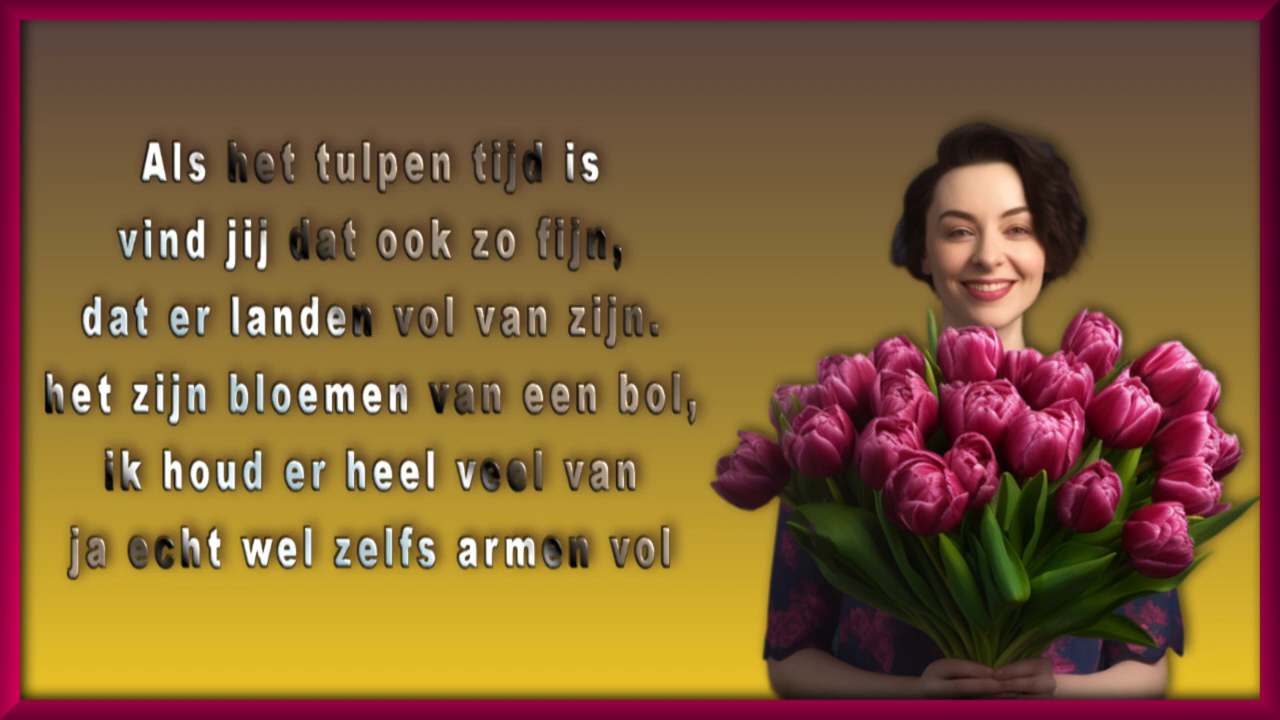 Als het tulpen tijd is
vind jij dat ook zo fijn,
dat er landen vol van zijn.
het zijn bloemen van een bol,
ik houd er heel veel van
ja echt wel zelfs armen vol